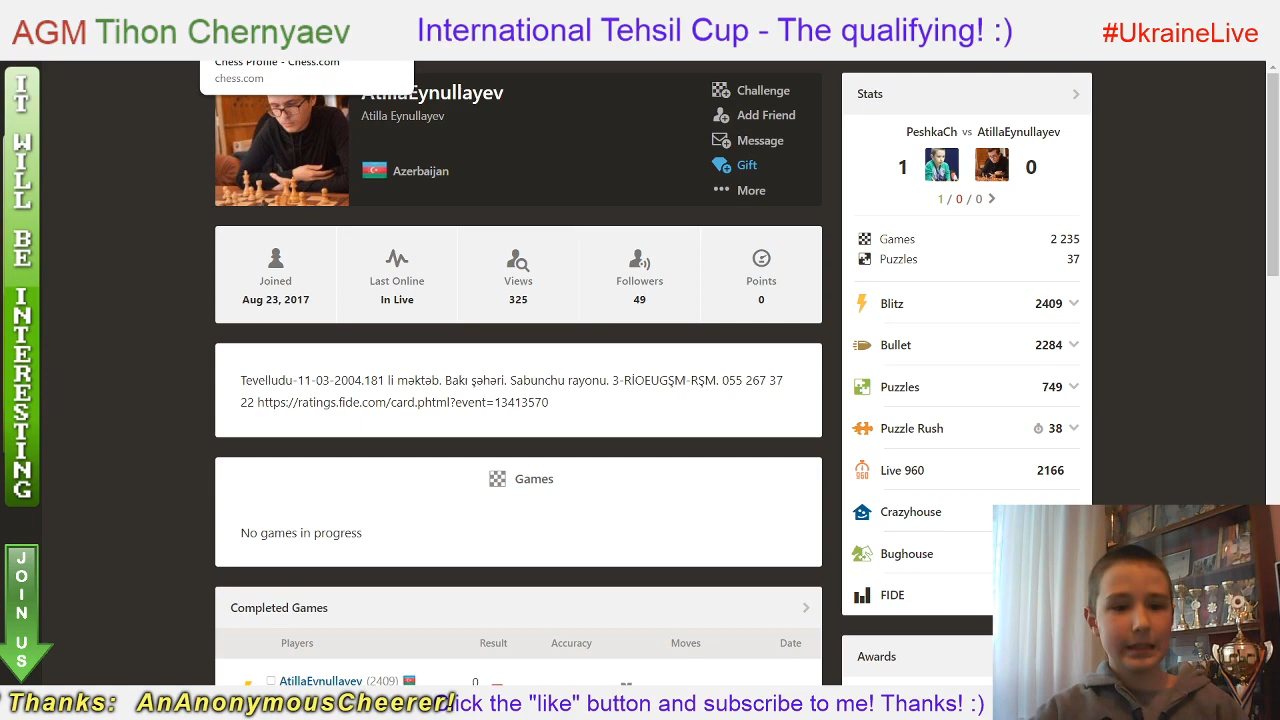 AGM Tihon Chernyaev
International Tehsil Cup - The qualifying! :)
#UkraineLive
IT WILL BE INTERESTING
JOIN US
Chess Profile - Chess.com
chess.com
AtillaEynullayev
Atilla Eynullayev
Azerbaijan
Challenge
Add Friend
Message
Gift
More
Joined
Aug 23, 2017
Last Online
In Live
Views
325
Followers
49
Points
0
Tevelludu-11-03-2004.181 li məktəb. Bakı şəhəri. Sabunchu rayonu. 3-RİOEUGŞM-RŞM. 055 267 37
22 https://ratings.fide.com/card.phtml?event=13413570
Games
No games in progress
Completed Games
Players Result Accuracy Moves Date
AtillaEynullayev (2409) 0
Stats
PeshkaCh vs AtillaEynullayev
1 0
1 / 0 / 0
Games 2 235
Puzzles 37
Blitz 2409
Bullet 2284
Puzzles 749
Puzzle Rush 38
Live 960 2166
Crazyhouse
Bughouse
FIDE
Awards
Thanks: AnAnonymousCheerer!
Click the "like" button and subscribe to me! Thanks! :)